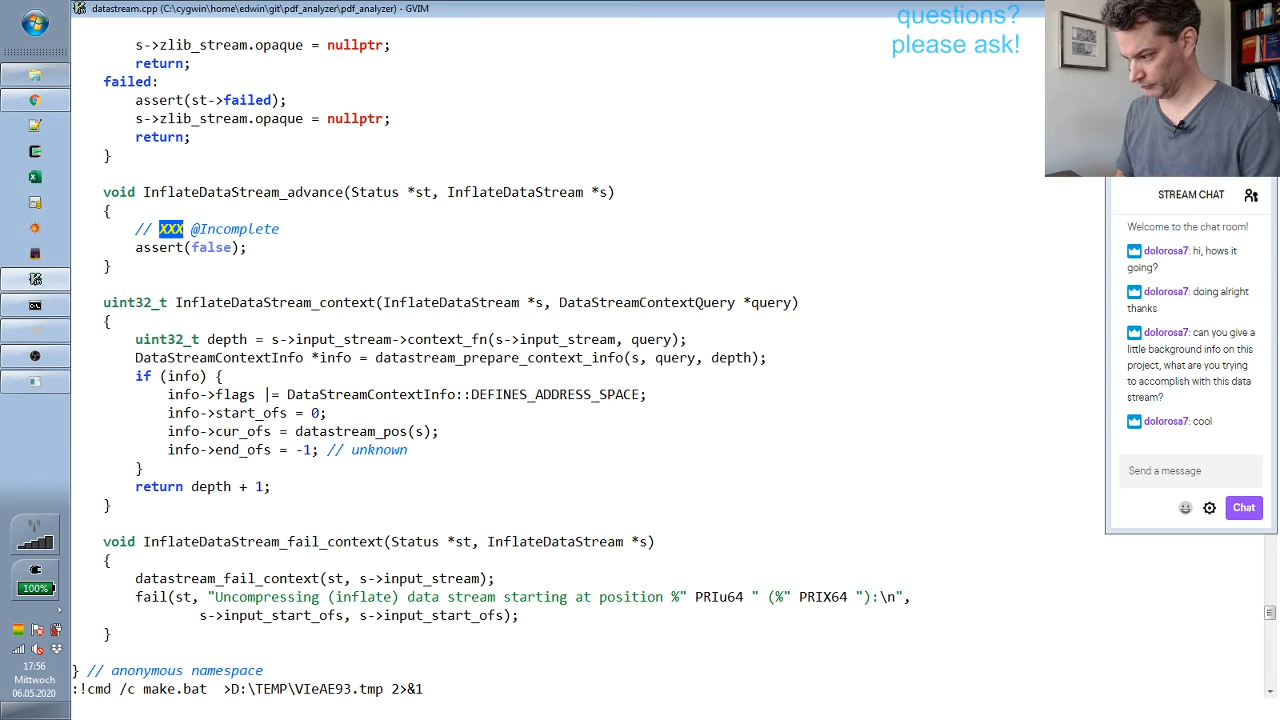 datastream.cpp (C:\cygwin\home\edwin\git\pdf_analyzer\pdf_analyzer) - GVIM
questions?
please ask!
s->zlib_stream.opaque = nullptr;
return;
failed:
assert(st->failed);
s->zlib_stream.opaque = nullptr;
return;
}
void InflateDataStream_advance(Status *st, InflateDataStream *s)
{
// XXX @Incomplete
assert(false);
}
uint32_t InflateDataStream_context(InflateDataStream *s, DataStreamContextQuery *query)
{
uint32_t depth = s->input_stream->context_fn(s->input_stream, query);
DataStreamContextInfo *info = datastream_prepare_context_info(s, query, depth);
if (info) {
info->flags |= DataStreamContextInfo::DEFINES_ADDRESS_SPACE;
info->start_ofs = 0;
info->cur_ofs = datastream_pos(s);
info->end_ofs = -1; // unknown
}
return depth + 1;
}
void InflateDataStream_fail_context(Status *st, InflateDataStream *s)
{
datastream_fail_context(st, s->input_stream);
fail(st, "Uncompressing (inflate) data stream starting at position %" PRIu64 " (%" PRIX64 "):\n",
s->input_start_ofs, s->input_start_ofs);
}
} // anonymous namespace
:!cmd /c make.bat  >D:\TEMP\VIeAE93.tmp 2>&1
STREAM CHAT
Welcome to the chat room!
dolorosa7: hi, hows it
going?
dolorosa7: doing alright
thanks
dolorosa7: can you give a
little background info on this
project, what are you trying
to accomplish with this data
stream?
dolorosa7: cool
Send a message
Chat
100%
17:56
Mittwoch
06.05.2020